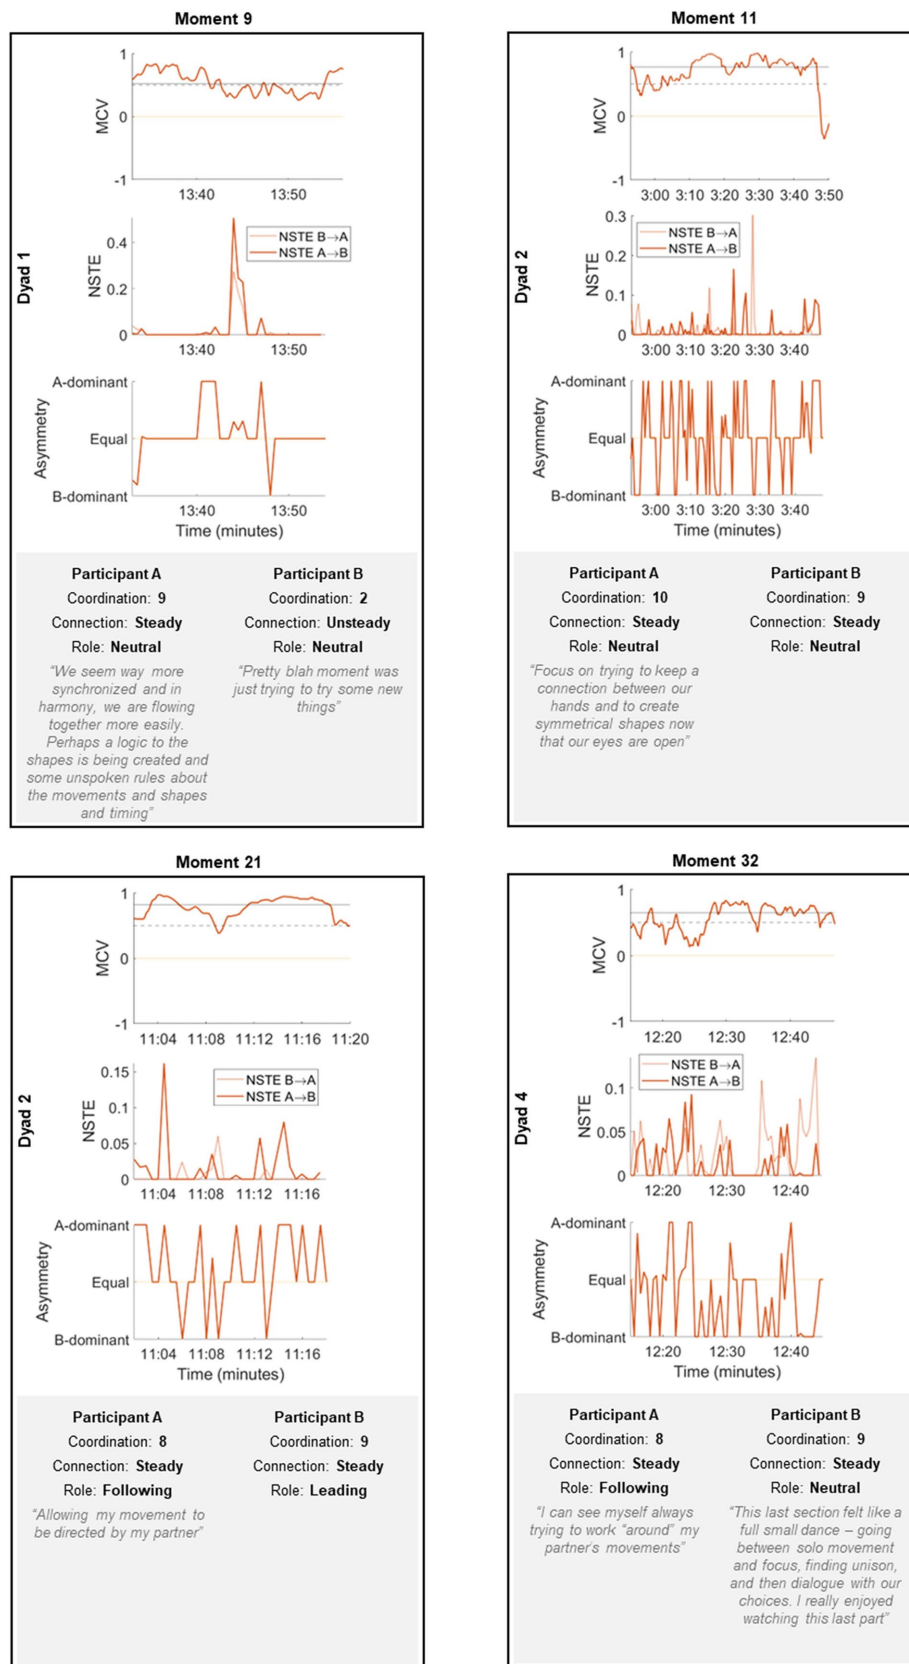 Moment 9
Dyad 1
1
0
-1
MCV
13:40 13:50
NSTE B→A
NSTE A→B
0.4
0.2
0
NSTE
13:40 13:50
A-dominant
Equal
B-dominant
Asymmetry
13:40 13:50
Time (minutes)
Participant A
Coordination: 9
Connection: Steady
Role: Neutral
“We seem way more
synchronized and in
harmony, we are flowing
together more easily.
Perhaps a logic to the
shapes is being created and
some unspoken rules about
the movements and shapes
and timing”
Participant B
Coordination: 2
Connection: Unsteady
Role: Neutral
“Pretty blah moment was
just trying to try some new
things”
Moment 11
Dyad 2
1
0
-1
MCV
3:00 3:10 3:20 3:30 3:40 3:50
0.3
NSTE B→A
NSTE A→B
0.2
0.1
0
NSTE
3:00 3:10 3:20 3:30 3:40
A-dominant
Equal
B-dominant
Asymmetry
3:00 3:10 3:20 3:30 3:40
Time (minutes)
Participant A
Coordination: 10
Connection: Steady
Role: Neutral
“Focus on trying to keep a
connection between our
hands and to create
symmetrical shapes now
that our eyes are open”
Participant B
Coordination: 9
Connection: Steady
Role: Neutral
Moment 21
Dyad 2
1
0
-1
MCV
11:04 11:08 11:12 11:16 11:20
0.15
NSTE B→A
NSTE A→B
0.1
0.05
0
NSTE
11:04 11:08 11:12 11:16
A-dominant
Equal
B-dominant
Asymmetry
11:04 11:08 11:12 11:16
Time (minutes)
Participant A
Coordination: 8
Connection: Steady
Role: Following
“Allowing my movement to
be directed by my partner”
Participant B
Coordination: 9
Connection: Steady
Role: Leading
Moment 32
Dyad 4
1
0
-1
MCV
12:20 12:30 12:40
NSTE B→A
NSTE A→B
0.1
0.05
0
NSTE
12:20 12:30 12:40
A-dominant
Equal
B-dominant
Asymmetry
12:20 12:30 12:40
Time (minutes)
Participant A
Coordination: 8
Connection: Steady
Role: Following
“I can see myself always
trying to work “around” my
partner's movements”
Participant B
Coordination: 9
Connection: Steady
Role: Neutral
“This last section felt like a
full small dance – going
between solo movement
and focus, finding unison,
and then dialogue with our
choices. I really enjoyed
watching this last part”